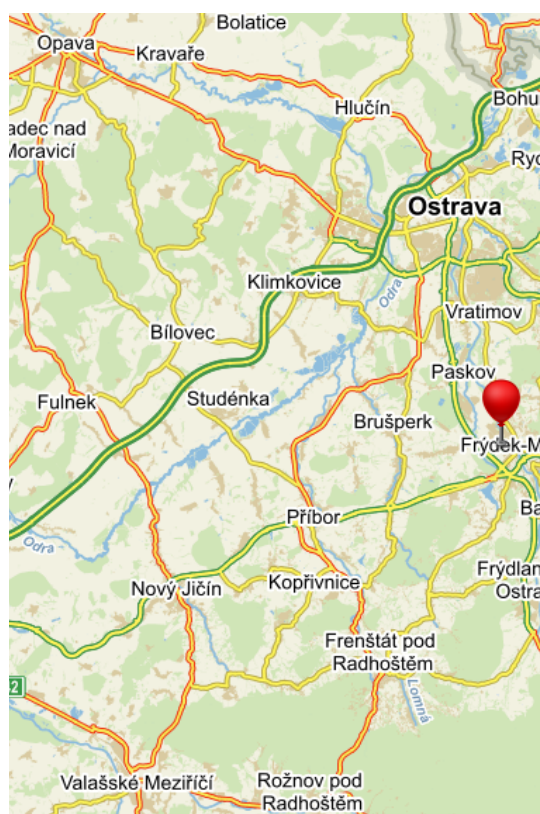 Bolatice
Opava
Kravaře
Hlučín
Bohu
adec nad
Moravicí
Ryc
Ostrava
Klimkovice
Odra
Vratimov
Bílovec
Paskov
Studénka
Fulnek
Brušperk
Frýdek-M
Příbor
Ba
Odra
Nový Jičín
Kopřivnice
Frýdlan
Ostra
Frenštát pod
Radhoštěm
Lomná
Valašské Meziříčí
Rožnov pod
Radhoštěm